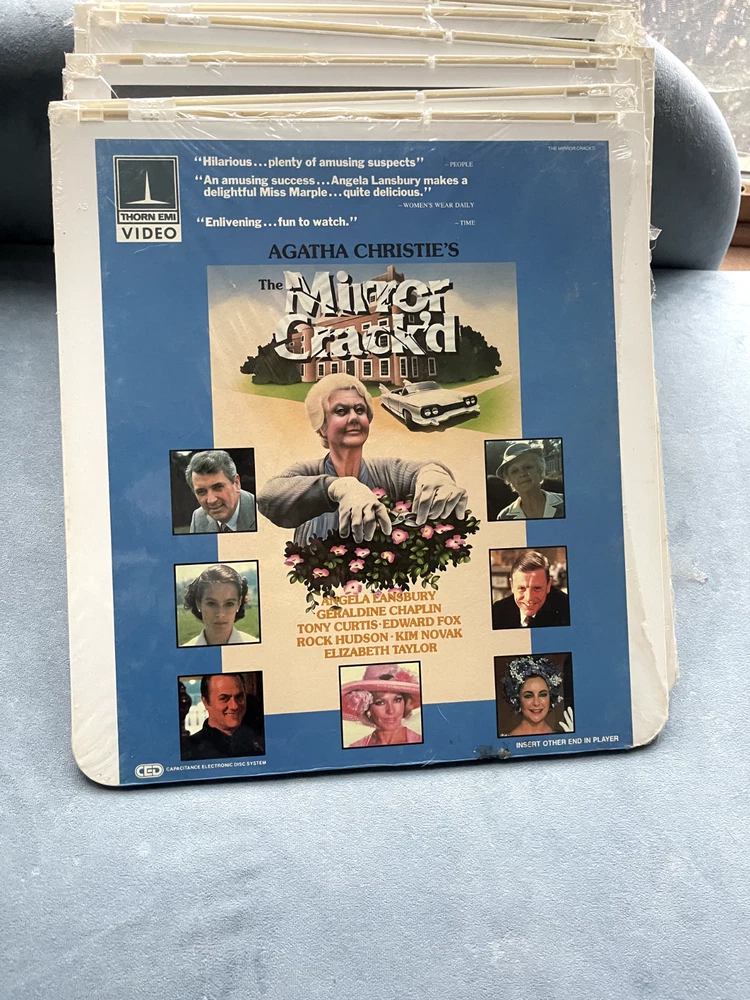 THE MIRROR CRACK'D
THORN EMI
VIDEO
“Hilarious...plenty of amusing suspects”
– PEOPLE
“An amusing success...Angela Lansbury makes a
delightful Miss Marple...quite delicious.”
– WOMEN'S WEAR DAILY
“Enlivening...fun to watch.”
– TIME
AGATHA CHRISTIE'S
The Mirror
Crack'd
ANGELA LANSBURY
GERALDINE CHAPLIN
TONY CURTIS · EDWARD FOX
ROCK HUDSON · KIM NOVAK
ELIZABETH TAYLOR
INSERT OTHER END IN PLAYER
CED CAPACITANCE ELECTRONIC DISC SYSTEM